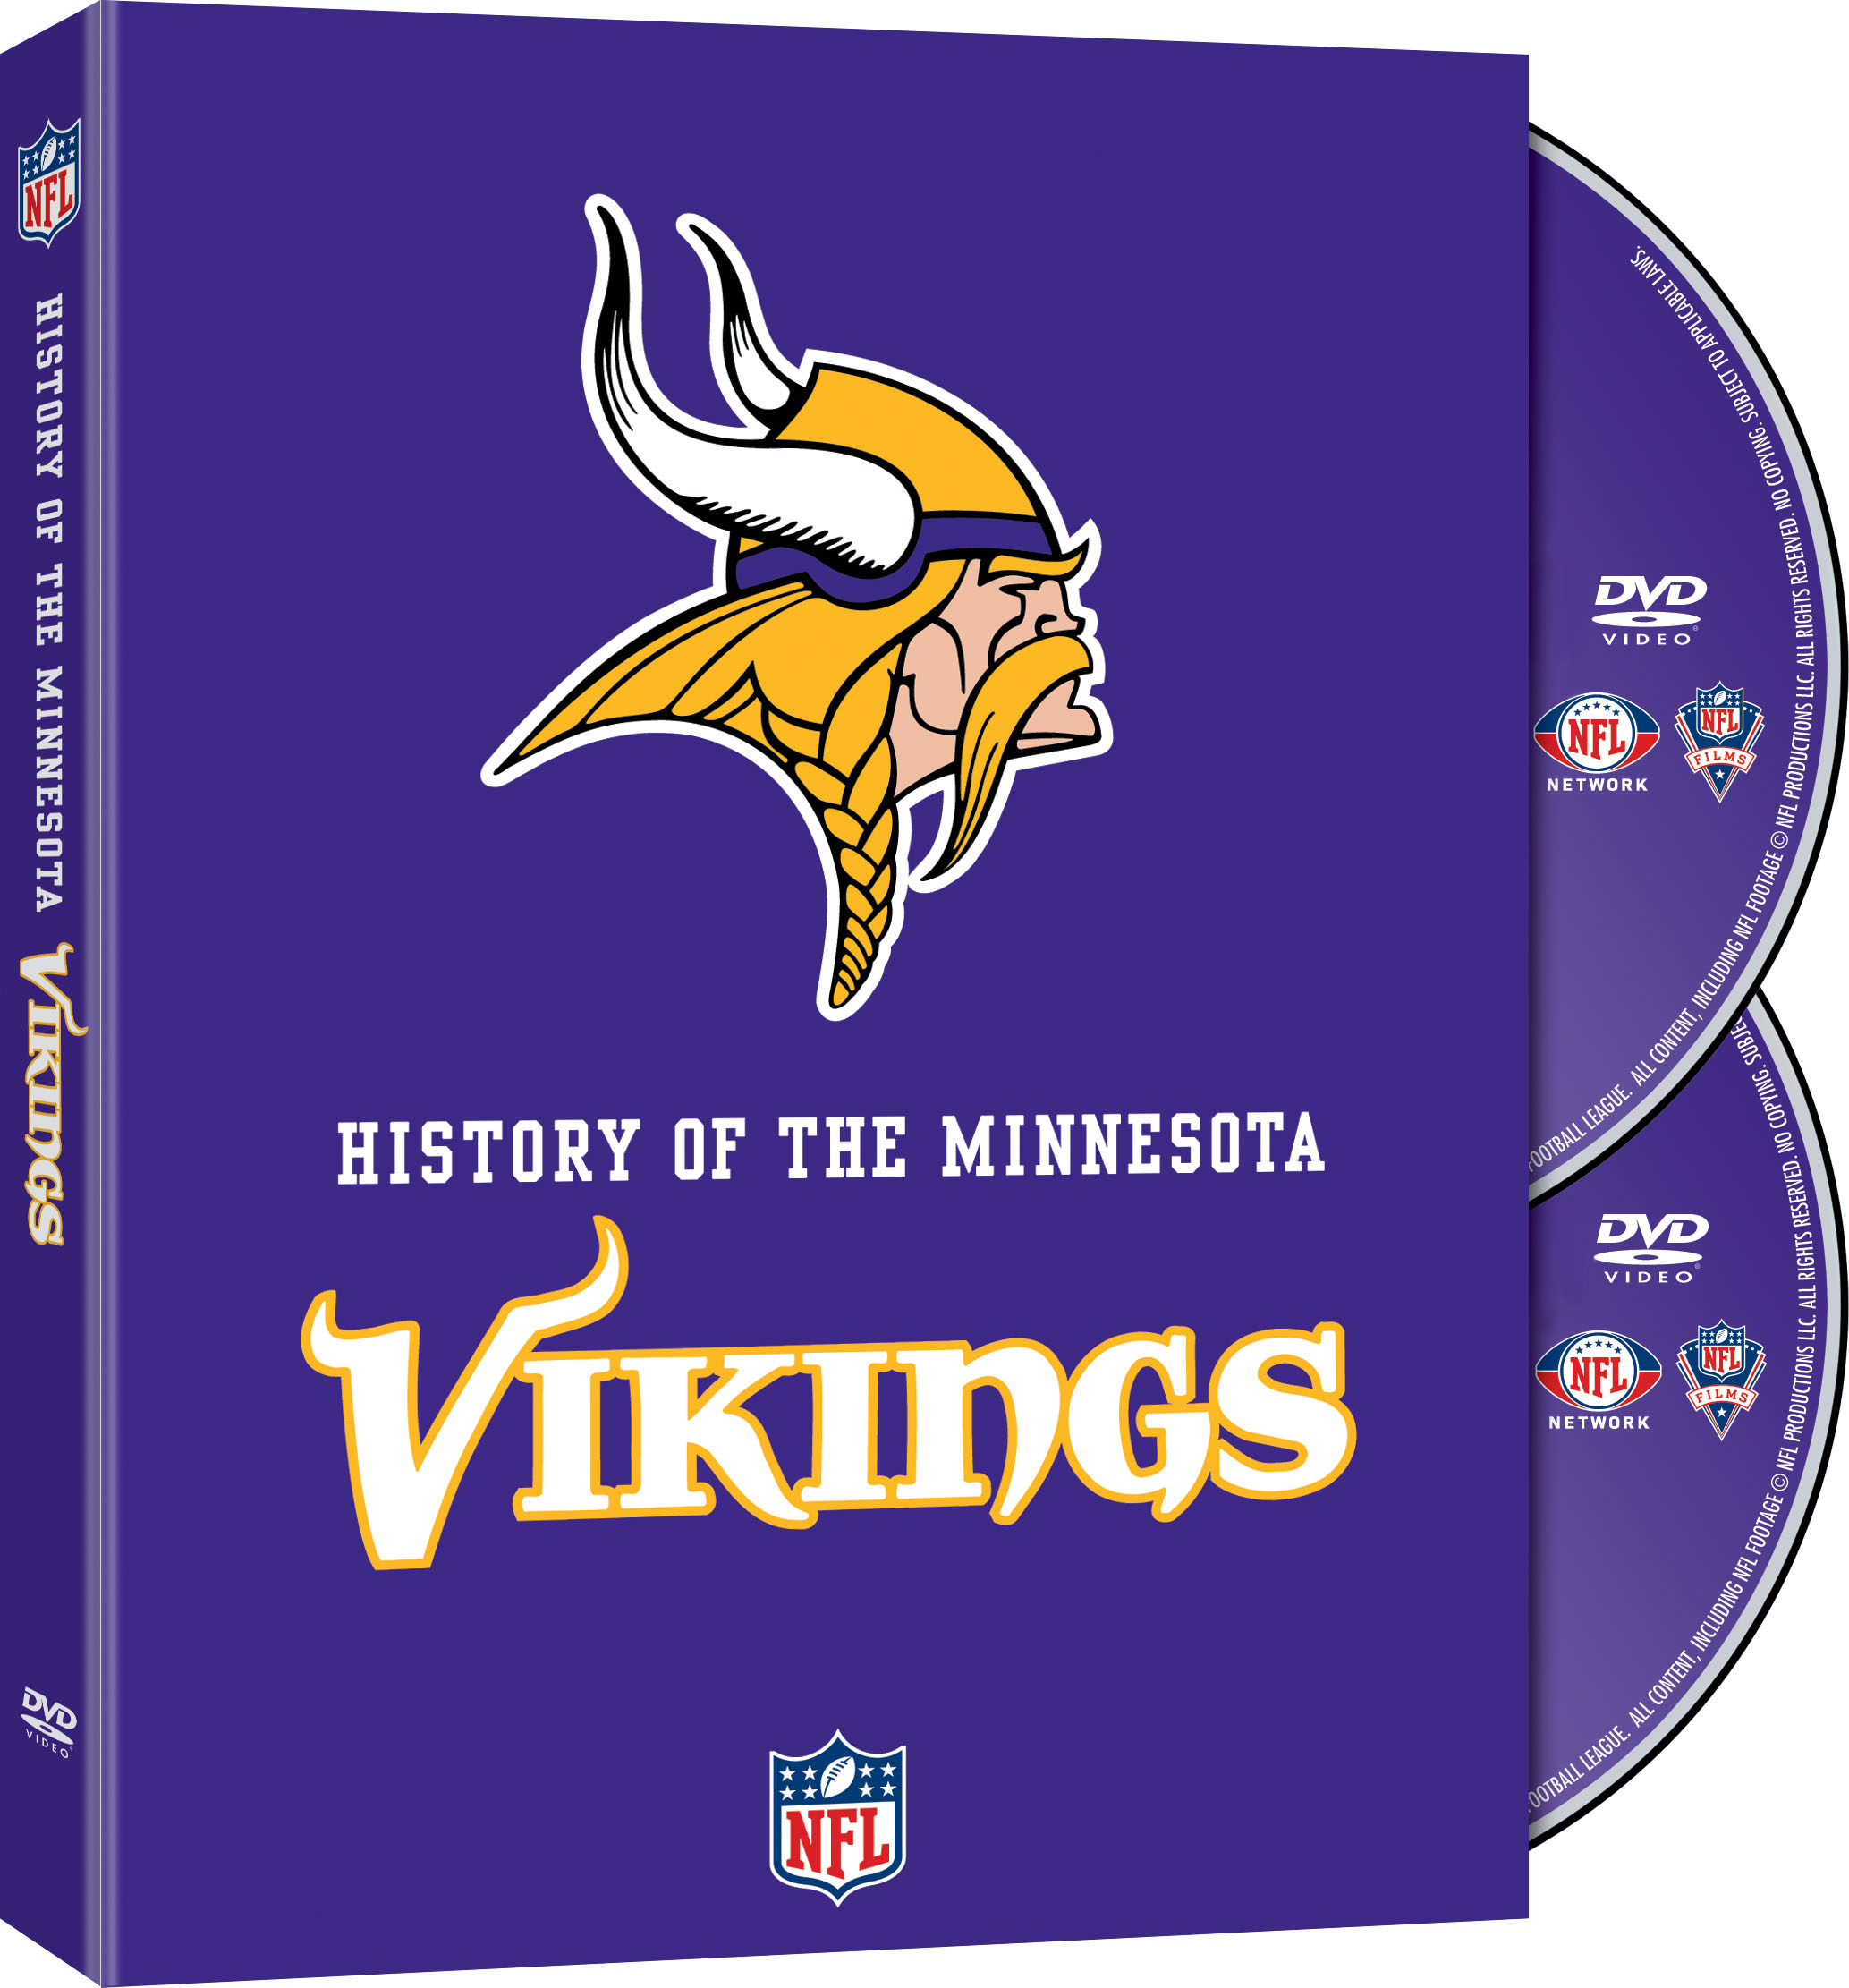 NFL
HISTORY OF THE MINNESOTA
VIKINGS
DVD
VIDEO
HISTORY OF THE MINNESOTA
VIKINGS
NFL
DVD
VIDEO
NFL
NETWORK
NFL
FILMS
FOOTBALL LEAGUE. ALL CONTENT, INCLUDING NFL FOOTAGE © NFL PRODUCTIONS LLC. ALL RIGHTS RESERVED. NO COPYING. SUBJECT TO APPLICABLE LAWS.
DVD
VIDEO
NFL
NETWORK
NFL
FILMS
FOOTBALL LEAGUE. ALL CONTENT, INCLUDING NFL FOOTAGE © NFL PRODUCTIONS LLC. ALL RIGHTS RESERVED. NO COPYING.